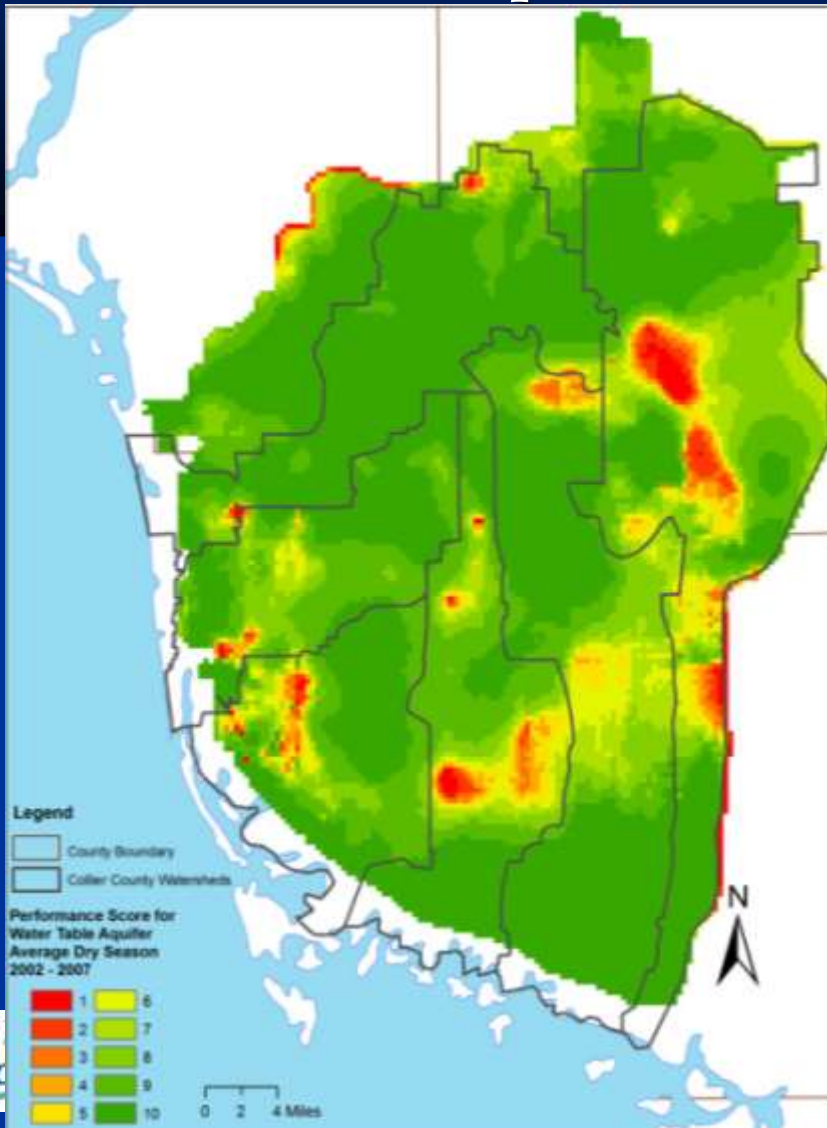 N
Legend
County Boundary
Collier County Watersheds
Performance Score for
Water Table Aquifer
Average Dry Season
2002 - 2007
1 6
2 7
3 8
4 9
5 10
0 2 4 Miles